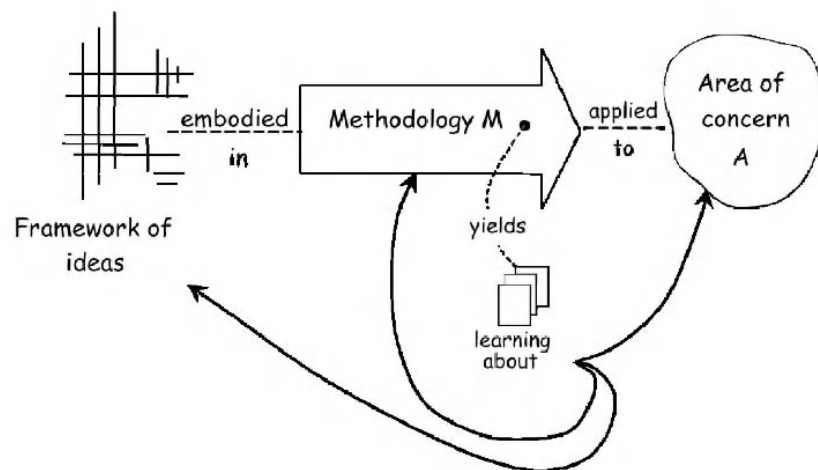 Framework of
ideas
embodied
in
Methodology M
applied
to
Area of
concern
A
yields
learning
about